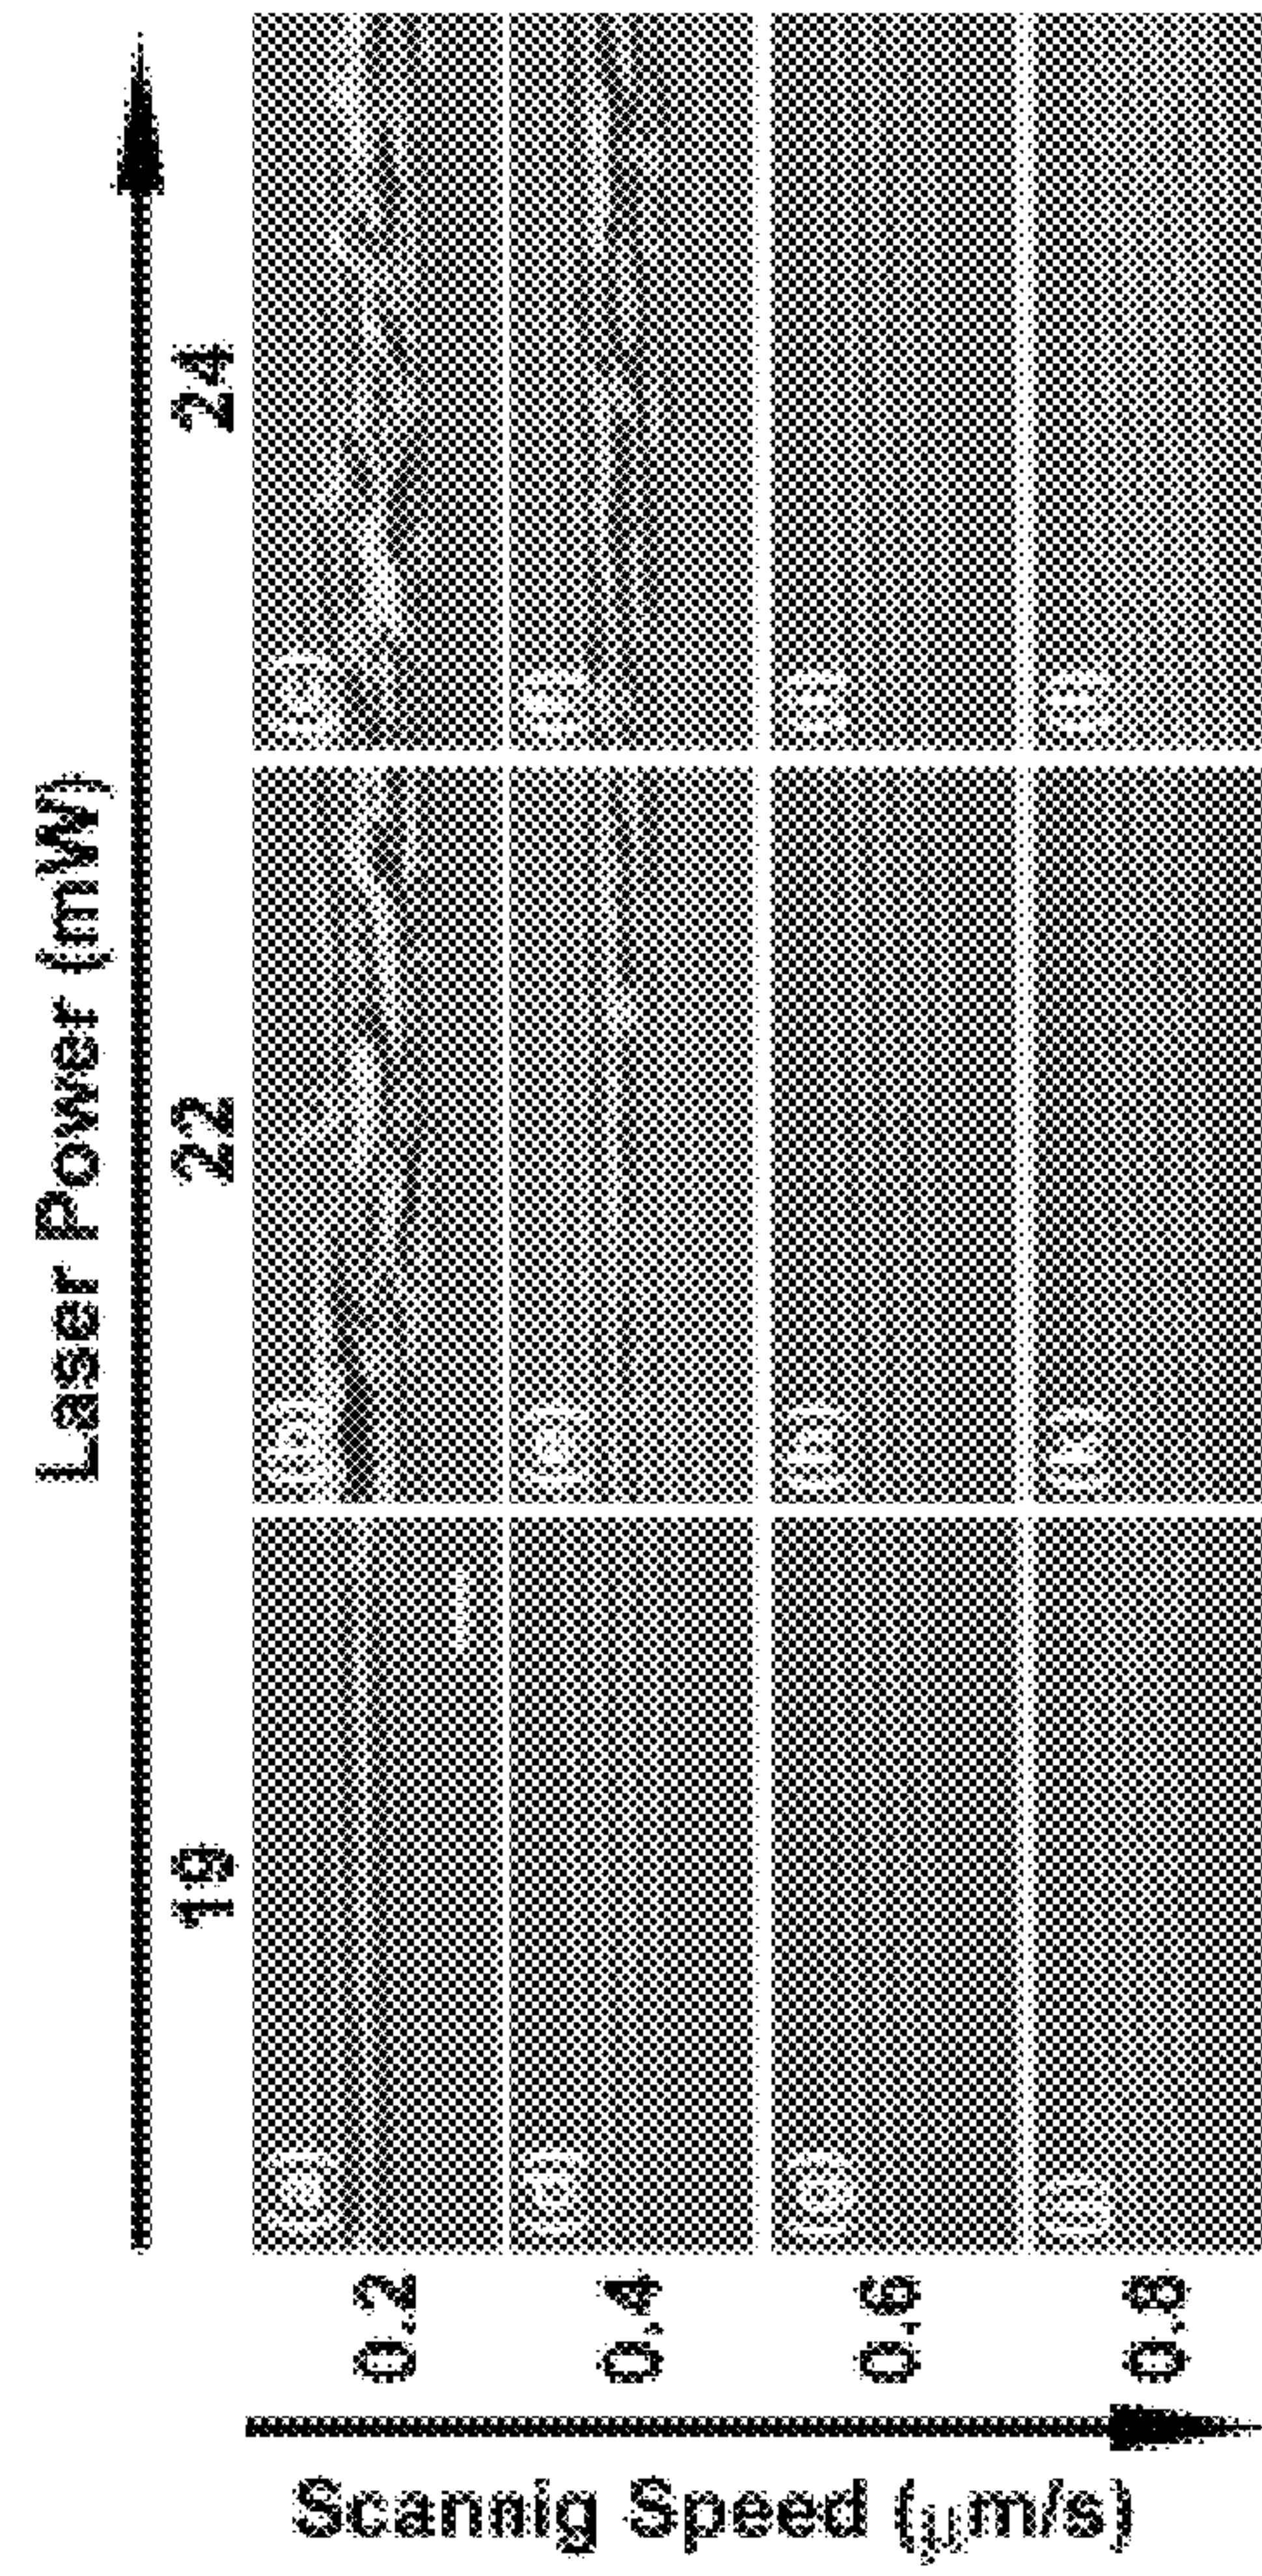 Laser Power (mW)
19 22 24
Scannig Speed (μm/s)
0.2 (a) (b) (c)
0.4 (d) (e) (f)
0.6 (g) (h) (i)
0.8 (j) (k) (l)